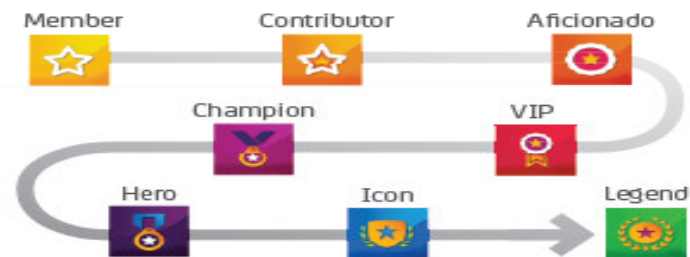 Member Contributor Aficionado
Champion VIP
Hero Icon Legend